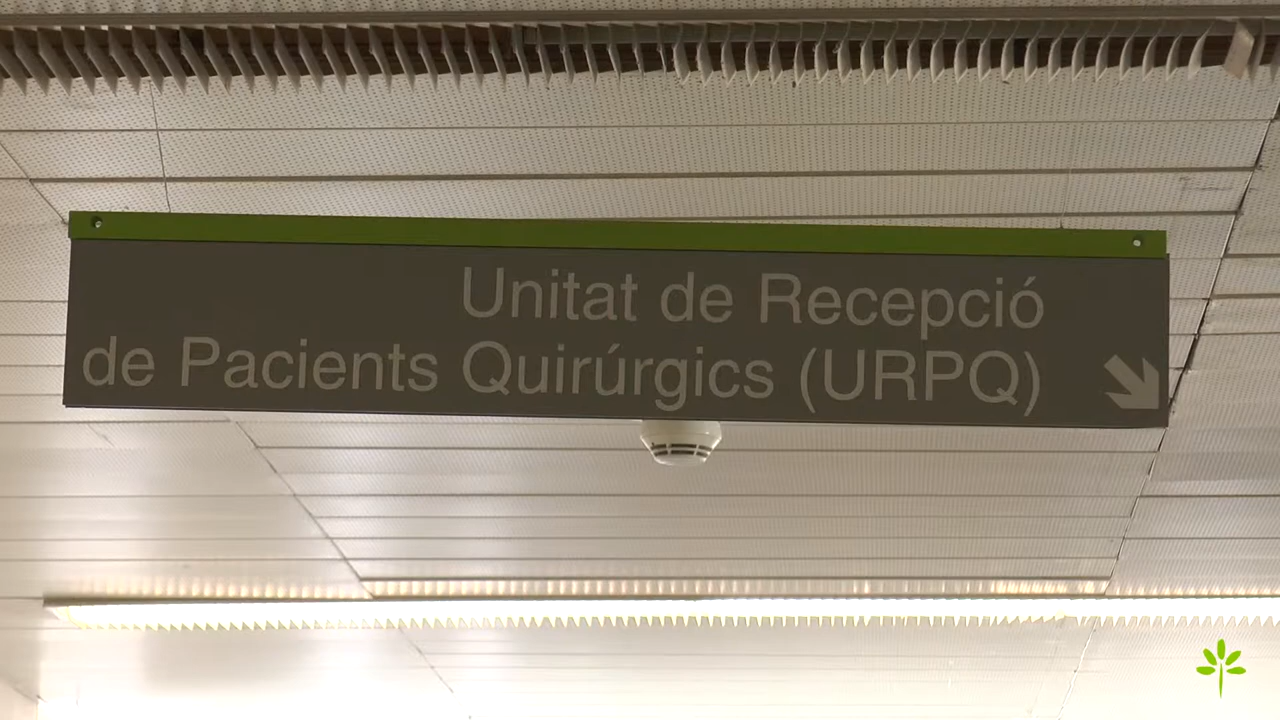 Unitat de Recepció
de Pacients Quirúrgics (URPQ)